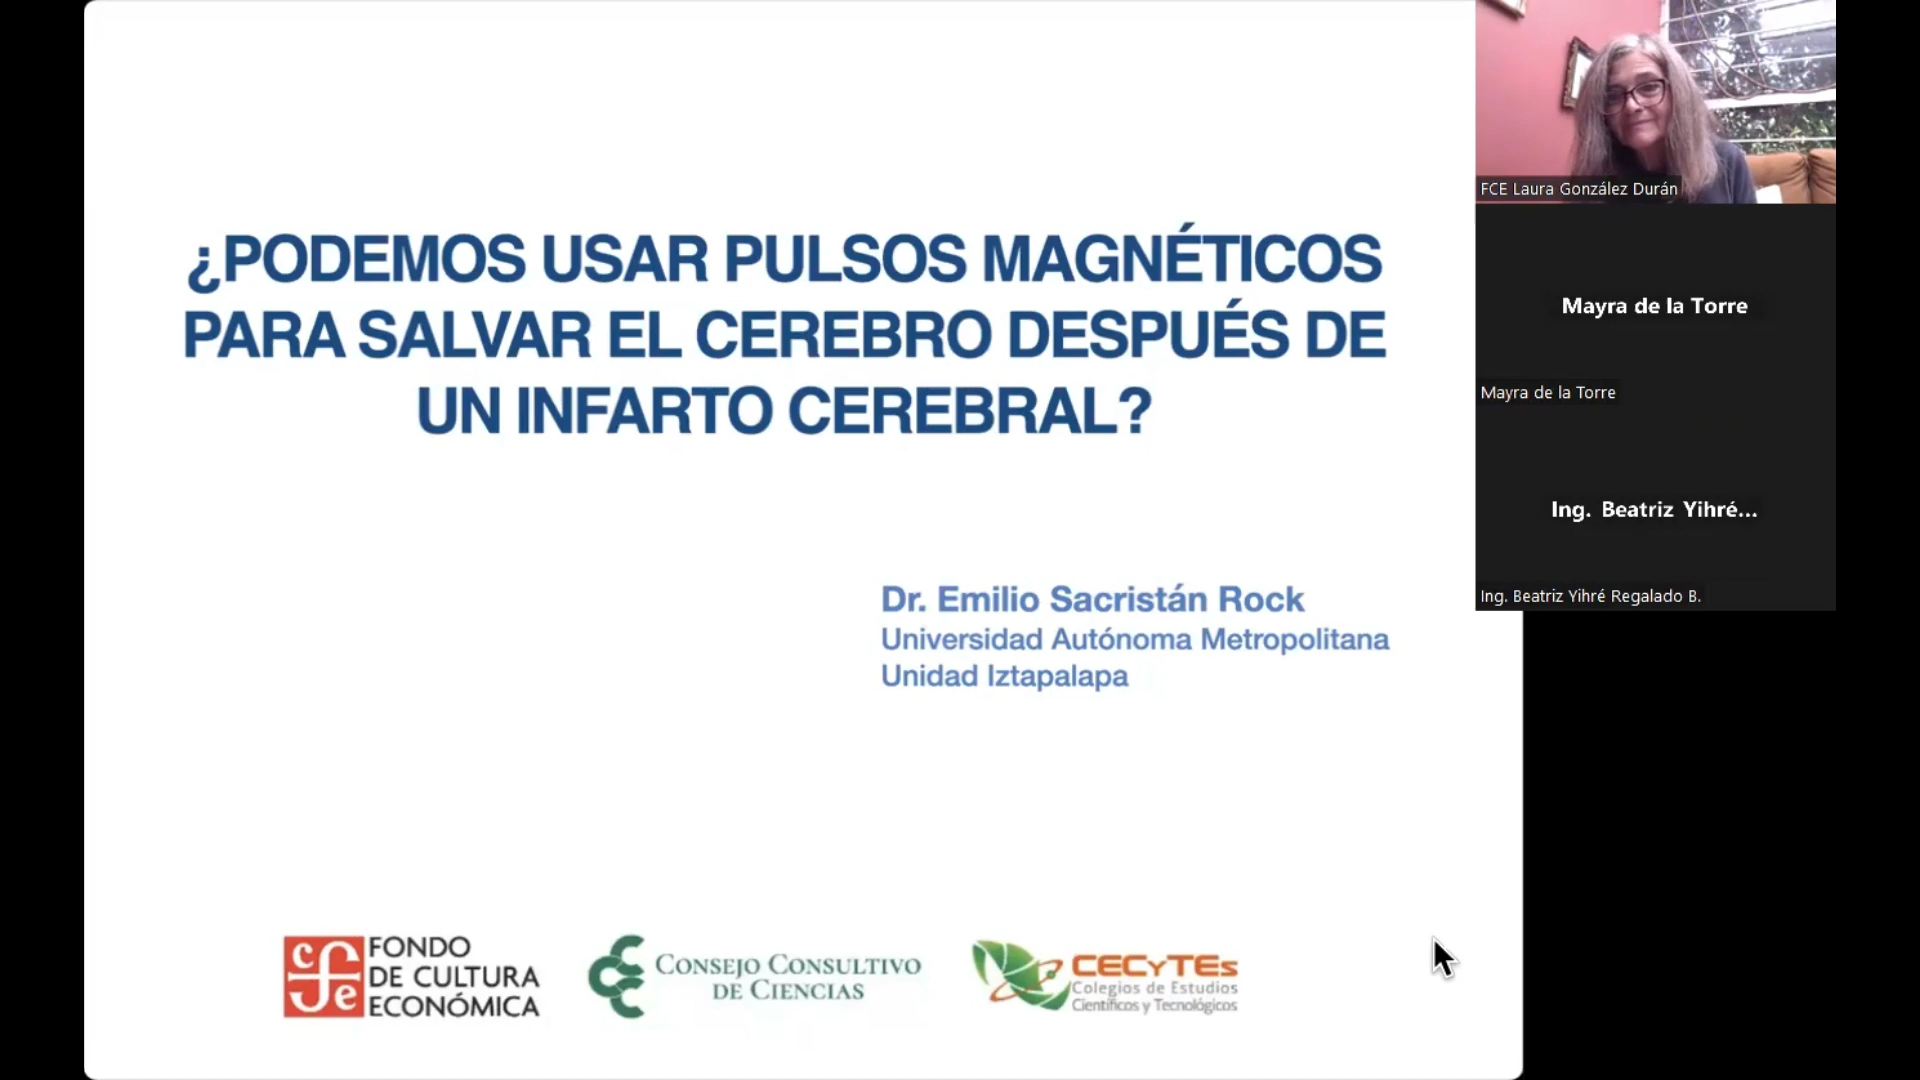 ¿PODEMOS USAR PULSOS MAGNÉTICOS
PARA SALVAR EL CEREBRO DESPUÉS DE
UN INFARTO CEREBRAL?
Dr. Emilio Sacristán Rock
Universidad Autónoma Metropolitana
Unidad Iztapalapa
cfe
FONDO
DE CULTURA
ECONÓMICA
CONSEJO CONSULTIVO
DE CIENCIAS
CECyTEs
Colegios de Estudios
Científicos y Tecnológicos
FCE Laura González Durán
Mayra de la Torre
Mayra de la Torre
Ing. Beatriz Yihré...
Ing. Beatriz Yihré Regalado B.